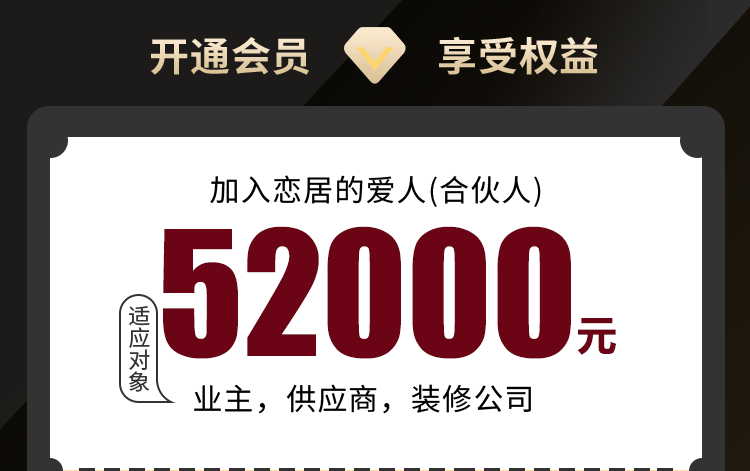 开通会员 享受权益
加入恋居的爱人(合伙人)
52000元
适应对象
业主，供应商，装修公司